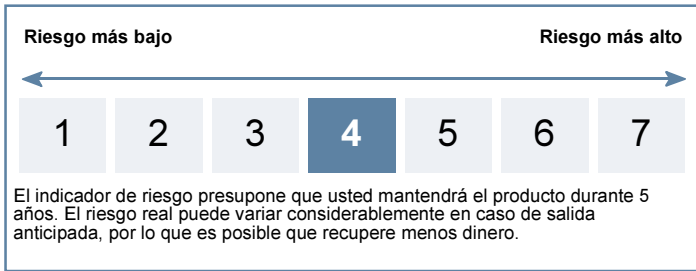 Riesgo más bajo Riesgo más alto
1 2 3 4 5 6 7
El indicador de riesgo presupone que usted mantendrá el producto durante 5
años. El riesgo real puede variar considerablemente en caso de salida
anticipada, por lo que es posible que recupere menos dinero.